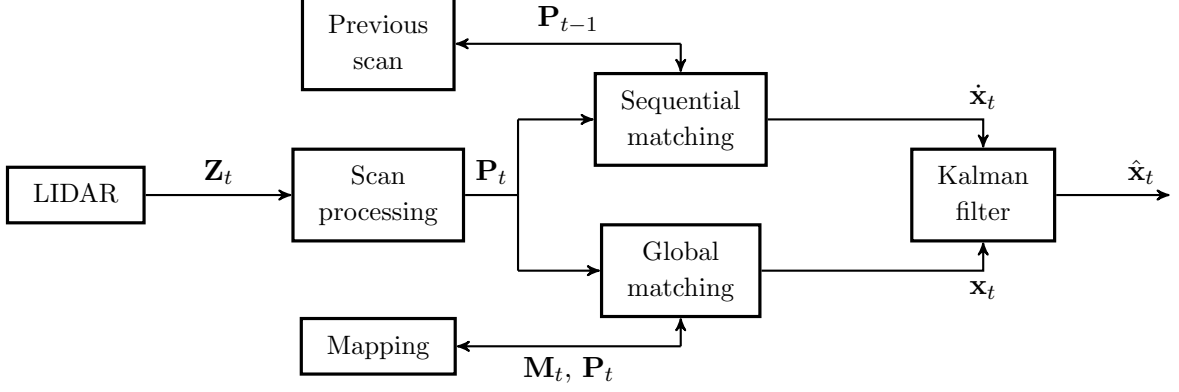 Previous
scan
P_{t−1}
Sequential
matching
ẋ_t
LIDAR
Z_t
Scan
processing
P_t
Kalman
filter
x̂_t
Global
matching
x_t
Mapping
M_t, P_t